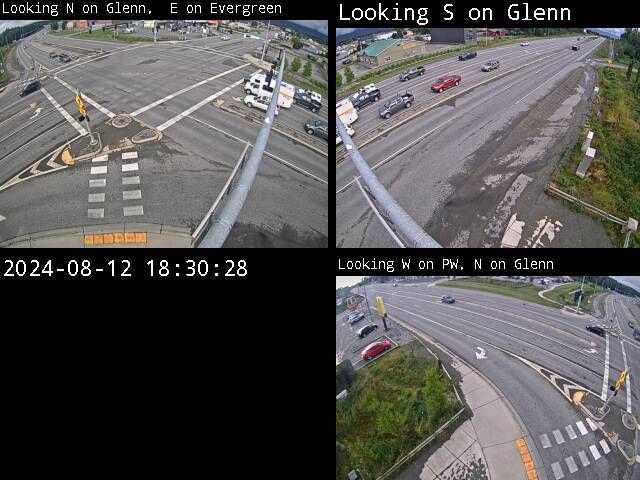 Looking N on Glenn, E on Evergreen
Looking S on Glenn
2024-08-12 18:30:28
Looking W on PW, N on Glenn